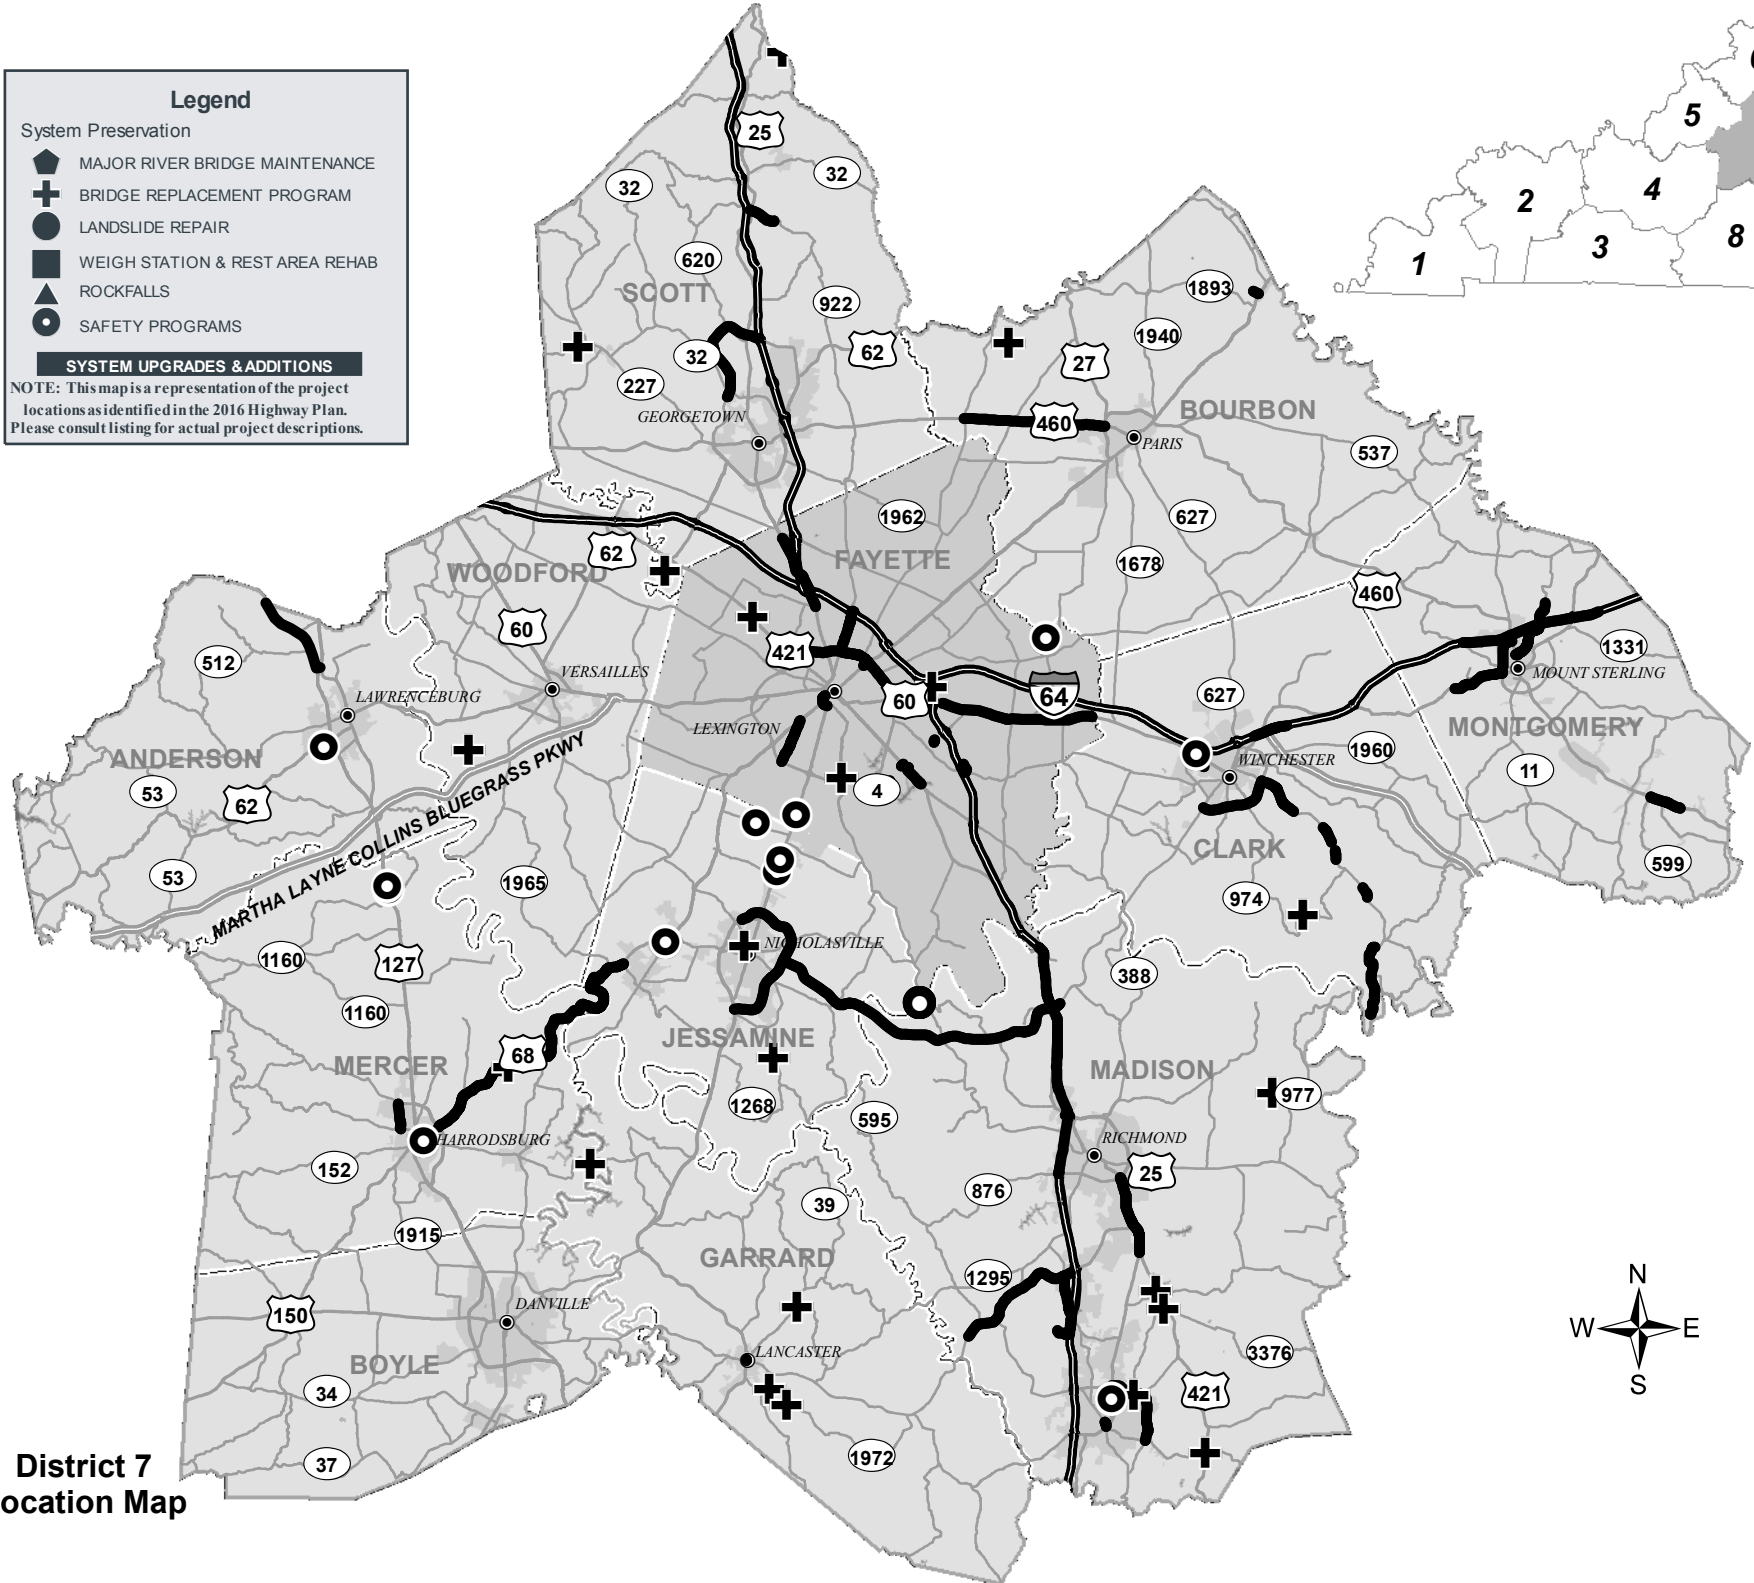 Legend
System Preservation
MAJOR RIVER BRIDGE MAINTENANCE
BRIDGE REPLACEMENT PROGRAM
LANDSLIDE REPAIR
WEIGH STATION & REST AREA REHAB
ROCKFALLS
SAFETY PROGRAMS
SYSTEM UPGRADES & ADDITIONS
NOTE: This map is a representation of the project
locations as identified in the 2016 Highway Plan.
Please consult listing for actual project descriptions.
5
4
2
3
8
1
25
32
32
620
SCOTT
922
1893
1940
32
62
27
227
GEORGETOWN
BOURBON
460
PARIS
537
1962
627
62
FAYETTE
WOODFORD
1678
460
60
421
512
1331
VERSAILLES
MOUNT STERLING
LAWRENCEBURG
60
64
627
LEXINGTON
MONTGOMERY
ANDERSON
1960
WINCHESTER
11
53
62
4
MARTHA LAYNE COLLINS BLUEGRASS PKWY
CLARK
599
53
1965
974
NICHOLASVILLE
1160
127
388
1160
JESSAMINE
68
MERCER
MADISON
977
1268
595
HARRODSBURG
RICHMOND
152
25
876
39
1915
GARRARD
1295
DANVILLE
150
LANCASTER
3376
BOYLE
34
421
1972
37
N
W
E
S
District 7
ocation Map